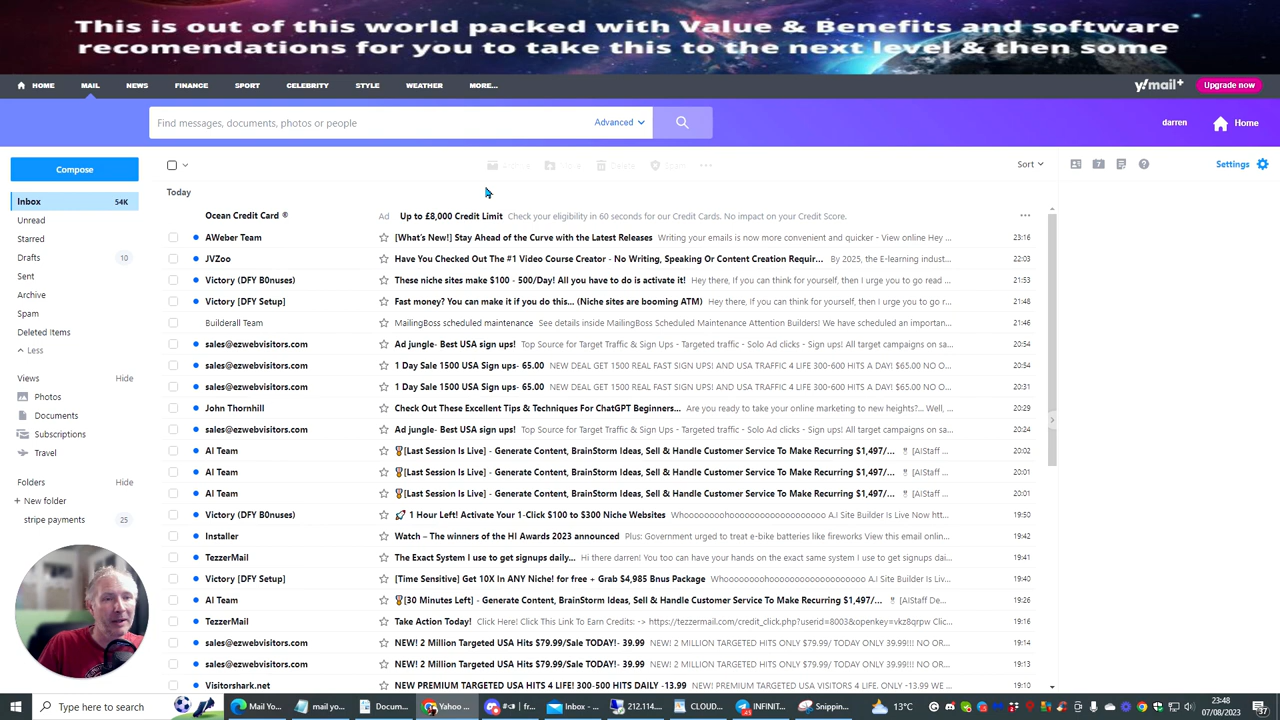 This is out of this world packed with Value & Benefits and software
recomendations for you to take this to the next level & then some
HOME MAIL NEWS FINANCE SPORT CELEBRITY STYLE WEATHER MORE... y!mail+ Upgrade now
Find messages, documents, photos or people Advanced darren Home
Compose Archive Move Delete Spam Sort 7 Settings
Inbox 54K
Unread
Starred
Drafts 10
Sent
Archive
Spam
Deleted Items
Less
Views Hide
Photos
Documents
Subscriptions
Travel
Folders Hide
New folder
stripe payments 25
Today
Ocean Credit Card ® Ad Up to £8,000 Credit Limit Check your eligibility in 60 seconds for our Credit Cards. No impact on your Credit Score.
AWeber Team [What's New!] Stay Ahead of the Curve with the Latest Releases Writing your emails is now more convenient and quicker - View online Hey ... 23:16
JVZoo Have You Checked Out The #1 Video Course Creator - No Writing, Speaking Or Content Creation Requir... By 2025, the E-learning indust... 22:03
Victory (DFY B0nuses) These niche sites make $100 - 500/Day! All you have to do is activate it! Hey there, If you can think for yourself, then I urge you to go read ... 21:53
Victory [DFY Setup] Fast money? You can make it if you do this... (Niche sites are booming ATM) Hey there, If you can think for yourself, then I urge you to go r... 21:48
Builderall Team MailingBoss scheduled maintenance See details inside MailingBoss Scheduled Maintenance Attention Builders! We have scheduled an importan... 21:46
sales@ezwebvisitors.com Ad jungle- Best USA sign ups! Top Source for Target Traffic & Sign ups - Targeted traffic - Solo Ad clicks - Sign ups! All target campaigns on sa... 20:54
sales@ezwebvisitors.com 1 Day Sale 1500 USA Sign ups- 65.00 NEW DEAL GET 1500 REAL FAST SIGN UPS! AND USA TRAFFIC 4 LIFE 300-600 HITS A DAY! $65.00 NO O... 20:54
sales@ezwebvisitors.com 1 Day Sale 1500 USA Sign ups- 65.00 NEW DEAL GET 1500 REAL FAST SIGN UPS! AND USA TRAFFIC 4 LIFE 300-600 HITS A DAY! $65.00 NO O... 20:31
John Thornhill Check Out These Excellent Tips & Techniques For ChatGPT Beginners... Are you ready to take your online marketing to new heights?... Well, ... 20:29
sales@ezwebvisitors.com Ad jungle- Best USA sign ups! Top Source for Target Traffic & Sign ups - Targeted traffic - Solo Ad clicks - Sign ups! All target campaigns on sa... 20:24
AI Team [Last Session Is Live] - Generate Content, BrainStorm Ideas, Sell & Handle Customer Service To Make Recurring $1,497/... [AIStaff ... 20:02
AI Team [Last Session Is Live] - Generate Content, BrainStorm Ideas, Sell & Handle Customer Service To Make Recurring $1,497/... [AIStaff ... 20:01
AI Team [Last Session Is Live] - Generate Content, BrainStorm Ideas, Sell & Handle Customer Service To Make Recurring $1,497/... [AIStaff ... 20:01
Victory (DFY B0nuses) 1 Hour Left! Activate Your 1-Click $100 to $300 Niche Websites Whooooooohooooooooooooooooooo A.I Site Builder Is Live Now htt... 19:50
Installer Watch – The winners of the HI Awards 2023 announced Plus: Government urged to treat e-bike batteries like fireworks View this email onlin... 19:42
TezzerMail The Exact System I use to get signups daily... Hi there darren! You too can have your hands on the exact same system I use to get signups dai... 19:41
Victory [DFY Setup] [Time Sensitive] Get 10X In ANY Niche! for free + Grab $4,985 Bnus Package Whooooooohooooooooooooooooooo A.I Site Builder Is Liv... 19:40
AI Team [30 Minutes Left] - Generate Content, BrainStorm Ideas, Sell & Handle Customer Service To Make Recurring $1,497/... [AIStaff De... 19:26
TezzerMail Take Action Today! Click Here! Click This Link To Earn Credits: -> https://tezzermail.com/credit_click.php?userid=8003&openkey=vkz8qrpw Clic... 19:16
sales@ezwebvisitors.com NEW! 2 Million Targeted USA Hits $79.99/Sale TODAY!- 39.99 NEW! 2 MILLION TARGETED HITS ONLY $79.99/ TODAY ONLY 39.99!!! NO OR... 19:14
sales@ezwebvisitors.com NEW! 2 Million Targeted USA Hits $79.99/Sale TODAY!- 39.99 NEW! 2 MILLION TARGETED HITS ONLY $79.99/ TODAY ONLY 39.99!!! NO OR... 19:13
Visitorshark.net NEW PREMIUM TARGETED USA HITS 4 LIFE! 300-500 HITS DAILY -13.99 NEW! PREMIUM TARGETED USA VISITORS 4 LIFE. ONLY -13.99 WE ... 19:10
Type here to search Mail Yo... mail yo... Docum... Yahoo ... #📢 | fr... Inbox – ... 212.114.... CLOUD... INFINIT... Snippin... 13°C 23:48
07/08/2023